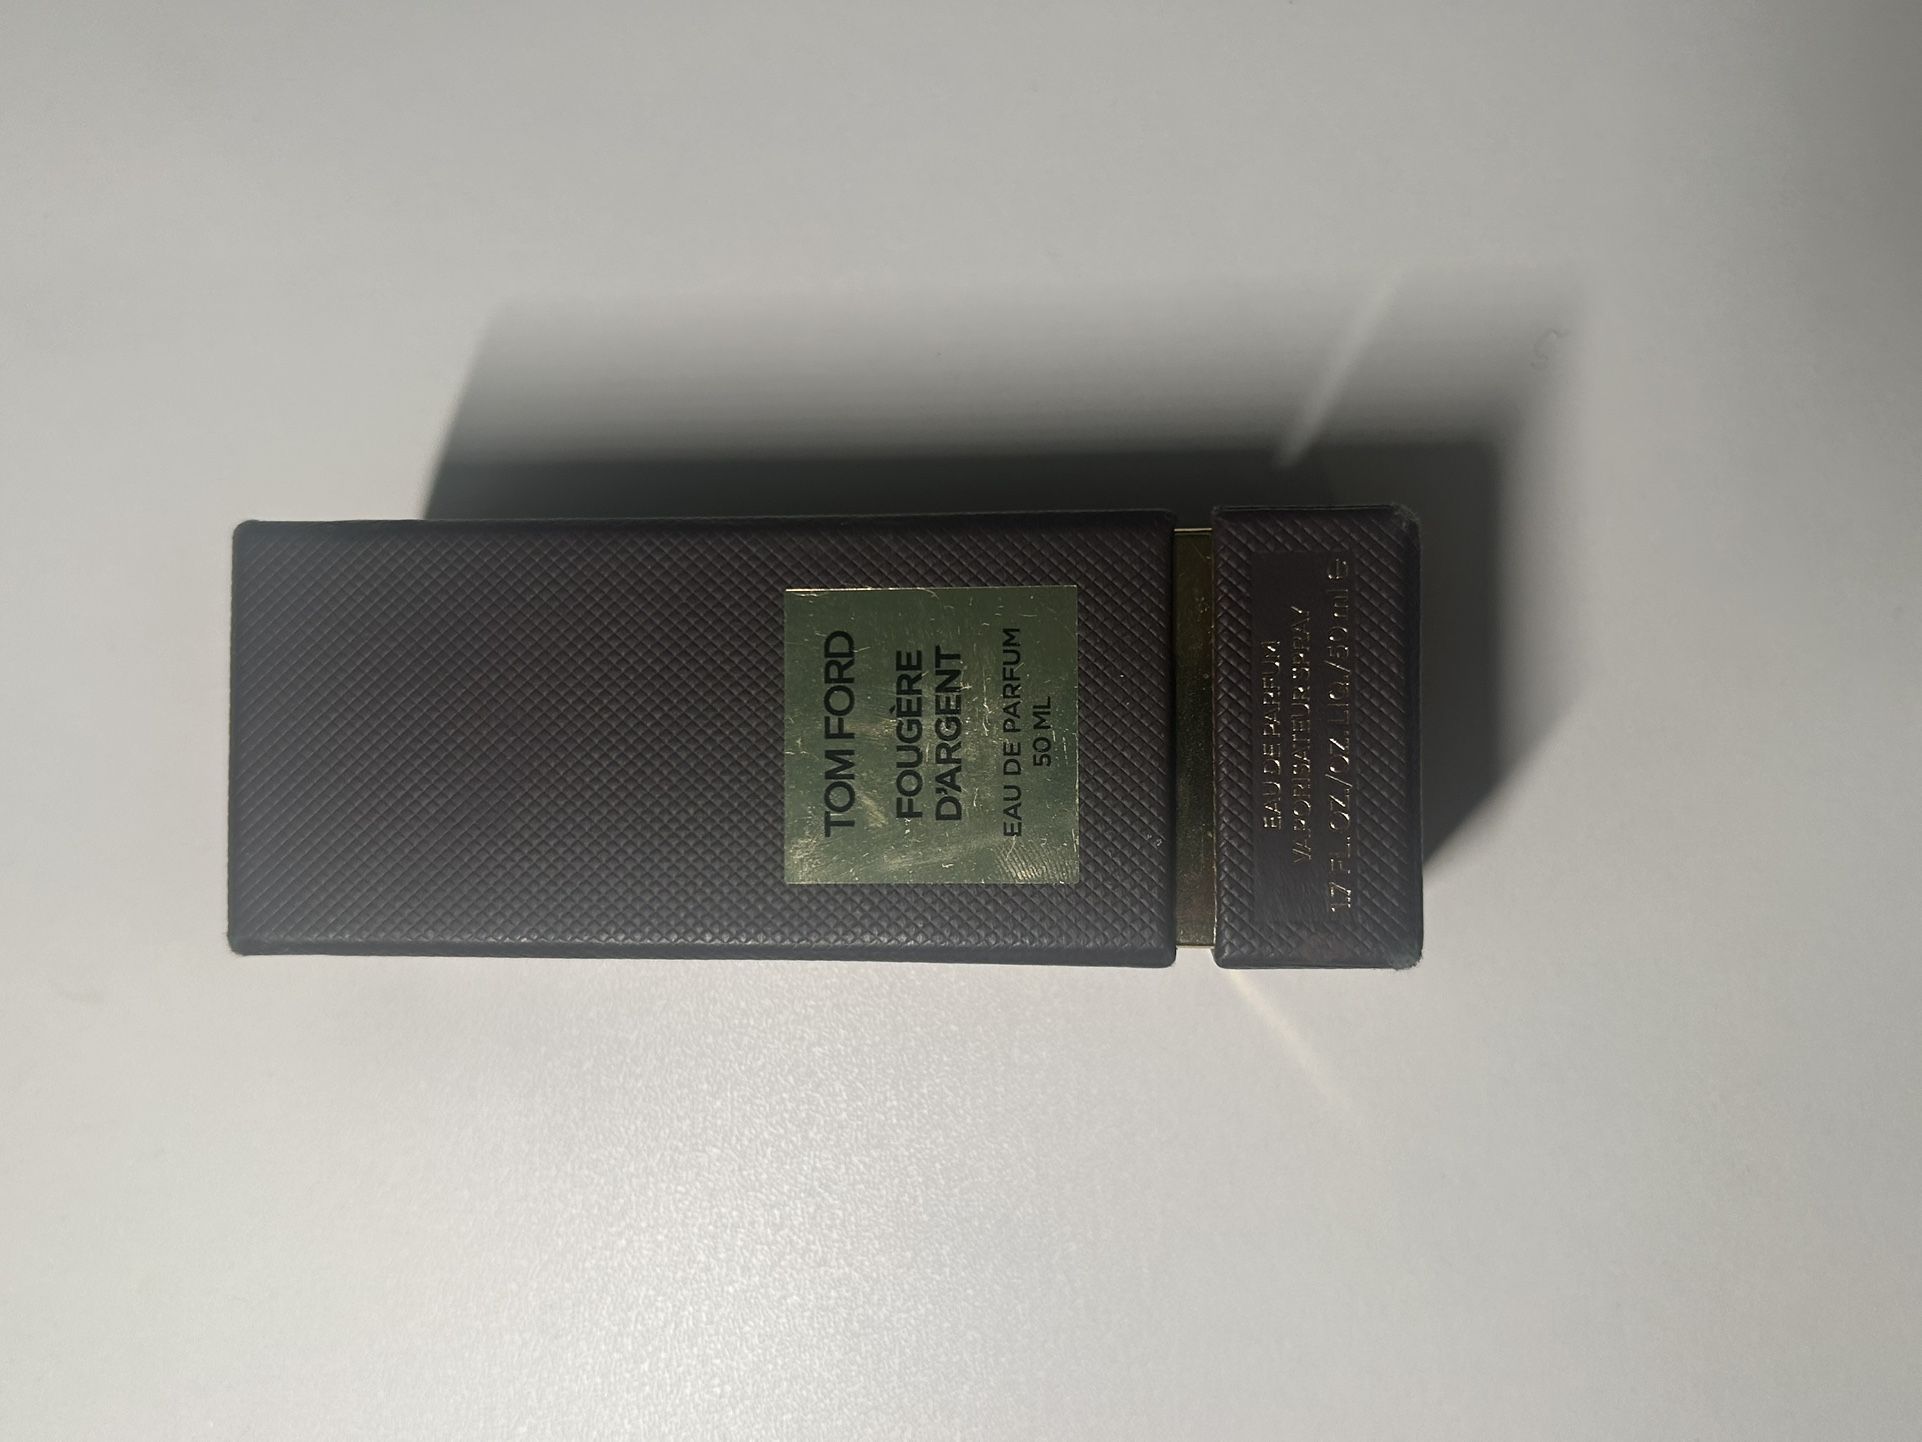 TOM FORD
FOUGÈRE
D'ARGENT
EAU DE PARFUM
50 ML
EAU DE PARFUM
VAPORISATEUR SPRAY
1.7 FL.OZ./OZ.LIQ./50 ml ℮